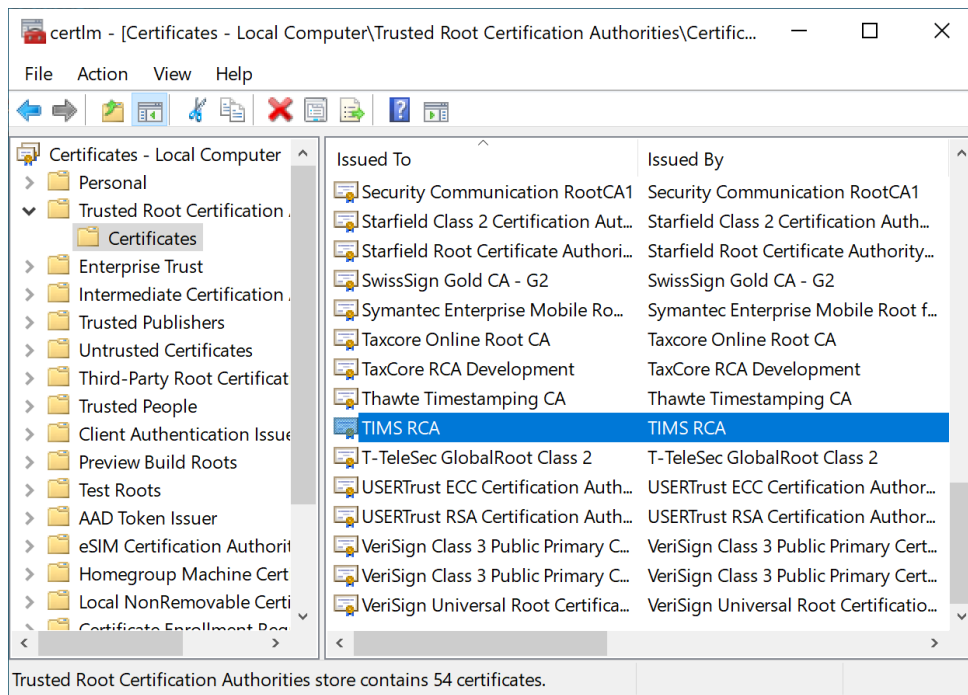 certlm - [Certificates - Local Computer\Trusted Root Certification Authorities\Certific...
File Action View Help
Certificates - Local Computer
Personal
Trusted Root Certification
Certificates
Enterprise Trust
Intermediate Certification
Trusted Publishers
Untrusted Certificates
Third-Party Root Certificat
Trusted People
Client Authentication Issue
Preview Build Roots
Test Roots
AAD Token Issuer
eSIM Certification Authorit
Homegroup Machine Cert
Local NonRemovable Certi
Certificate Enrollment Req
Issued To Issued By
Security Communication RootCA1 Security Communication RootCA1
Starfield Class 2 Certification Aut... Starfield Class 2 Certification Auth...
Starfield Root Certificate Authori... Starfield Root Certificate Authority...
SwissSign Gold CA - G2 SwissSign Gold CA - G2
Symantec Enterprise Mobile Ro... Symantec Enterprise Mobile Root f...
Taxcore Online Root CA Taxcore Online Root CA
TaxCore RCA Development TaxCore RCA Development
Thawte Timestamping CA Thawte Timestamping CA
TIMS RCA TIMS RCA
T-TeleSec GlobalRoot Class 2 T-TeleSec GlobalRoot Class 2
USERTrust ECC Certification Auth... USERTrust ECC Certification Author...
USERTrust RSA Certification Auth... USERTrust RSA Certification Author...
VeriSign Class 3 Public Primary C... VeriSign Class 3 Public Primary Cert...
VeriSign Class 3 Public Primary C... VeriSign Class 3 Public Primary Cert...
VeriSign Universal Root Certifica... VeriSign Universal Root Certificatio...
Trusted Root Certification Authorities store contains 54 certificates.